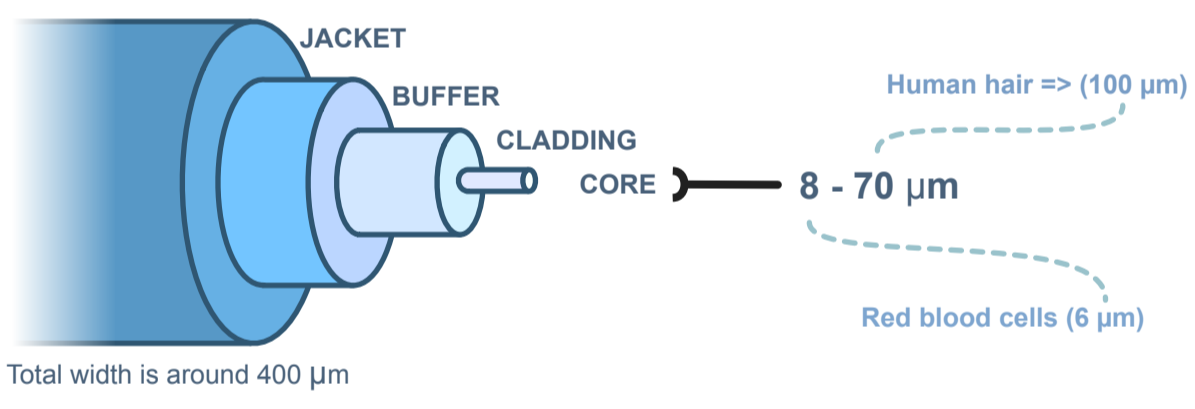 JACKET
BUFFER
CLADDING
CORE
8 - 70 μm
Human hair => (100 μm)
Red blood cells (6 μm)
Total width is around 400 μm